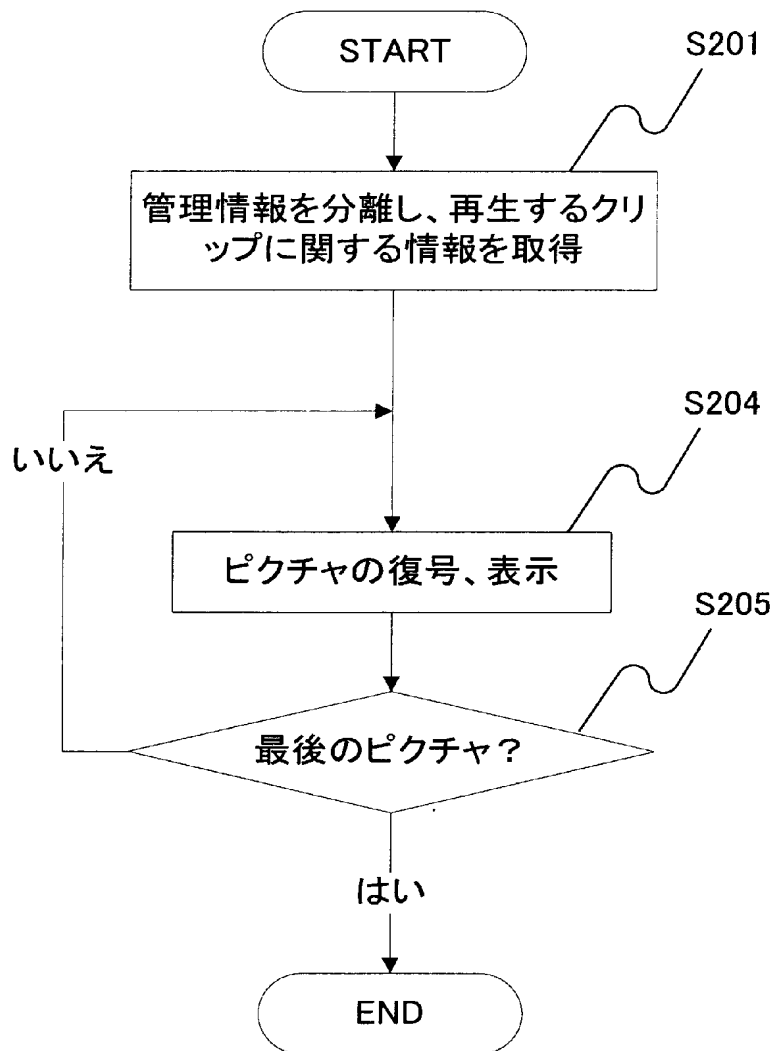 START
S201
管理情報を分離し、再生するクリ
ップに関する情報を取得
S204
いいえ
ピクチャの復号、表示
S205
最後のピクチャ？
はい
END